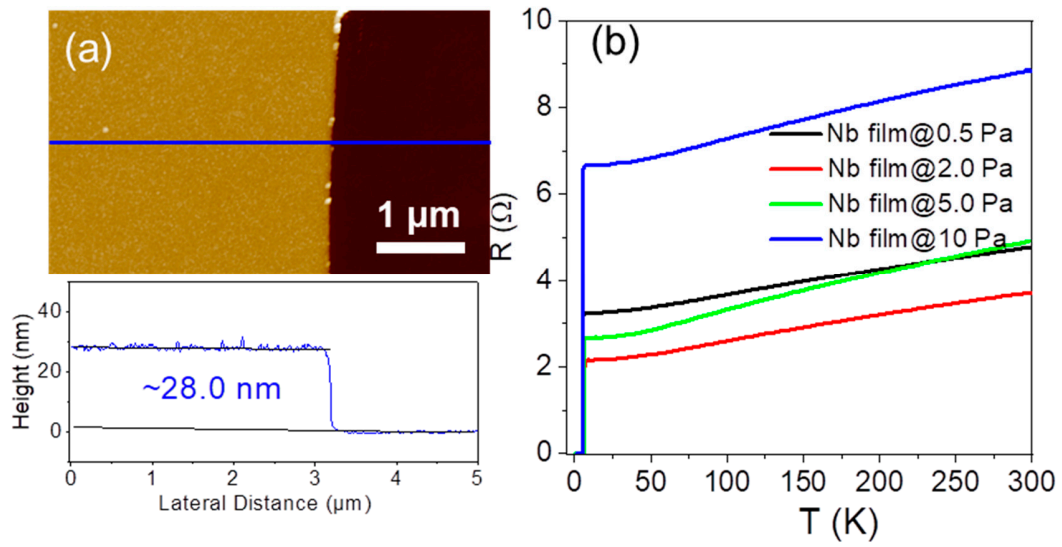 (a)
1 μm
Height (nm)
40
20
0
~28.0 nm
0 1 2 3 4 5
Lateral Distance (μm)
(b)
R (Ω)
10
8
6
4
2
0
Nb film@0.5 Pa
Nb film@2.0 Pa
Nb film@5.0 Pa
Nb film@10 Pa
0 50 100 150 200 250 300
T (K)